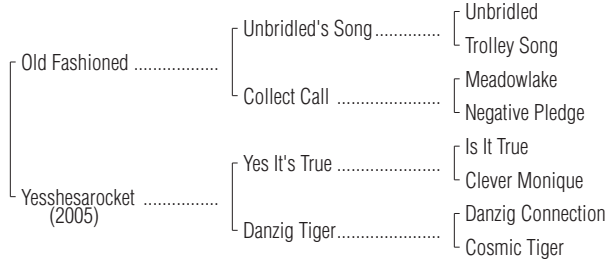 Unbridled
Unbridled's Song..............
Trolley Song
Old Fashioned ..................
Meadowlake
Collect Call ......................
Negative Pledge
Is It True
Yes It's True ......................
Clever Monique
Yesshesarocket ................
(2005)
Danzig Connection
Danzig Tiger......................
Cosmic Tiger